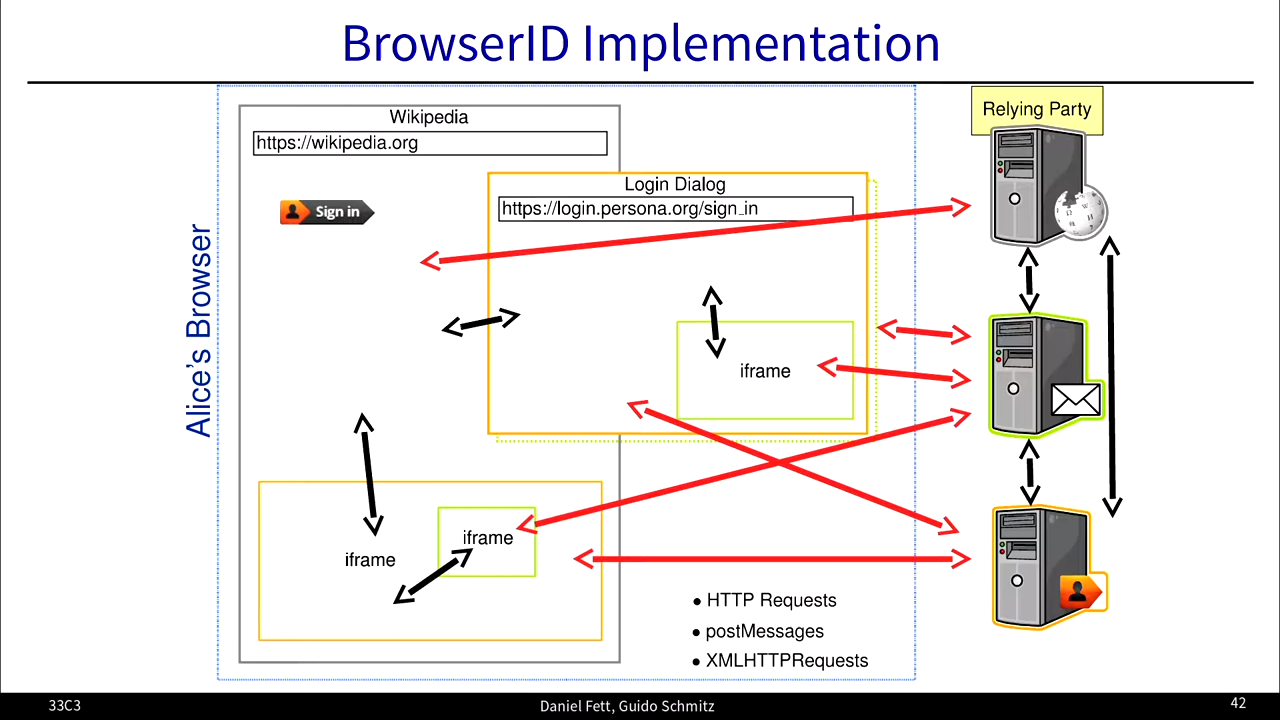 BrowserID Implementation
Relying Party
Wikipedia
https://wikipedia.org
Login Dialog
https://login.persona.org/sign_in
Sign in
Alice's Browser
iframe
iframe
iframe
• HTTP Requests
• postMessages
• XMLHTTPRequests
33C3
Daniel Fett, Guido Schmitz
42